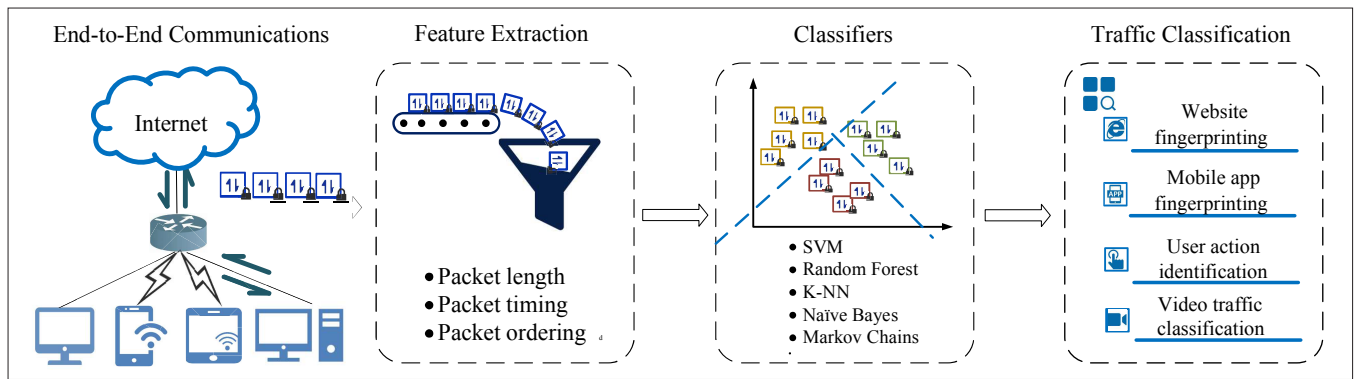 End-to-End Communications
Internet
Feature Extraction
•Packet length
•Packet timing
•Packet ordering d
Classifiers
• SVM
• Random Forest
• K-NN
• Naïve Bayes
• Markov Chains
.
Traffic Classification
Website
fingerprinting
APP
Mobile app
fingerprinting
User action
identification
Video traffic
classification